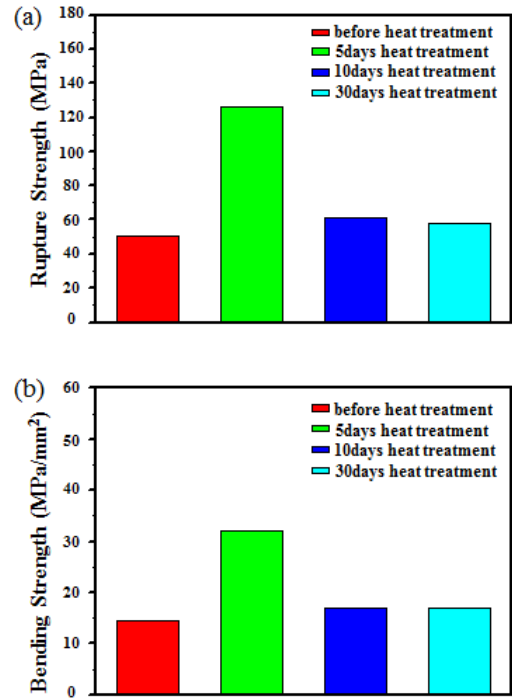 (a)
180
160
140
120
100
80
60
40
20
0
Rupture Strength (MPa)
before heat treatment
5days heat treatment
10days heat treatment
30days heat treatment
(b)
60
50
40
30
20
10
0
Bending Strength (MPa/mm²)
before heat treatment
5days heat treatment
10days heat treatment
30days heat treatment